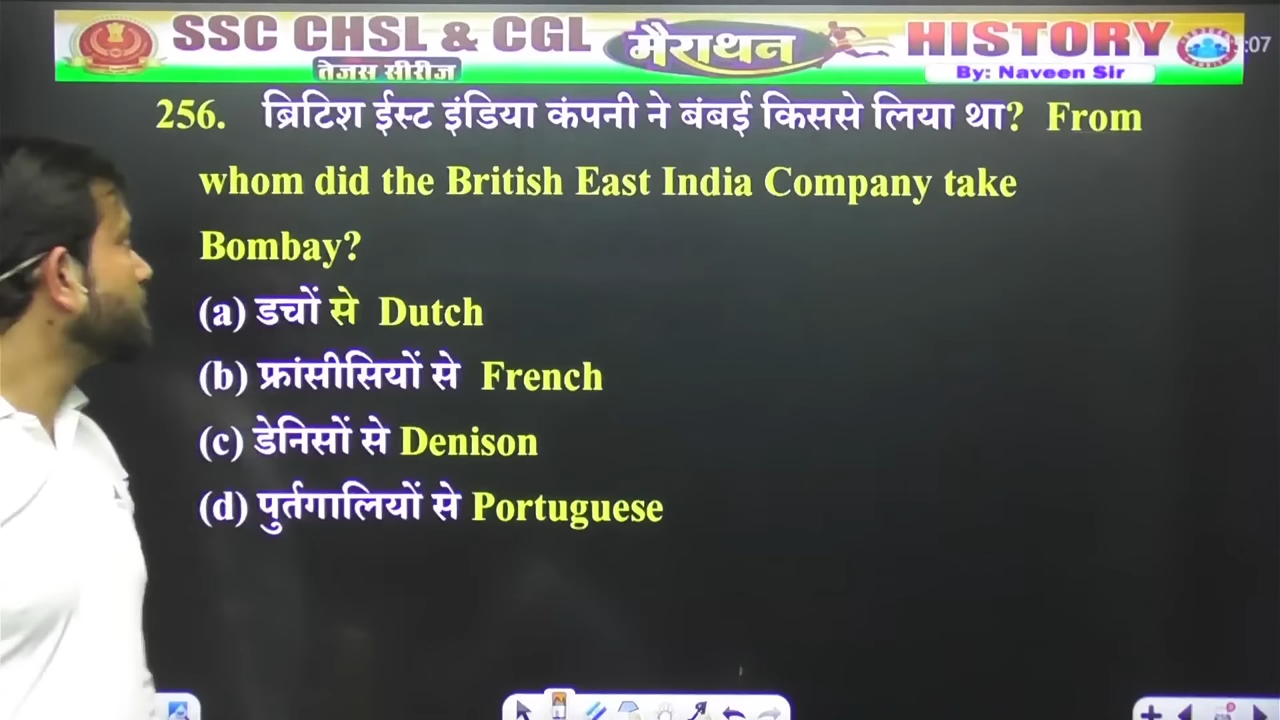 SSC CHSL & CGL मैराथन HISTORY
तेजस सीरीज By: Naveen Sir
256. ब्रिटिश ईस्ट इंडिया कंपनी ने बंबई किससे लिया था? From
whom did the British East India Company take
Bombay?
(a) डचों से Dutch
(b) फ्रांसीसियों से French
(c) डेनिसों से Denison
(d) पुर्तगालियों से Portuguese